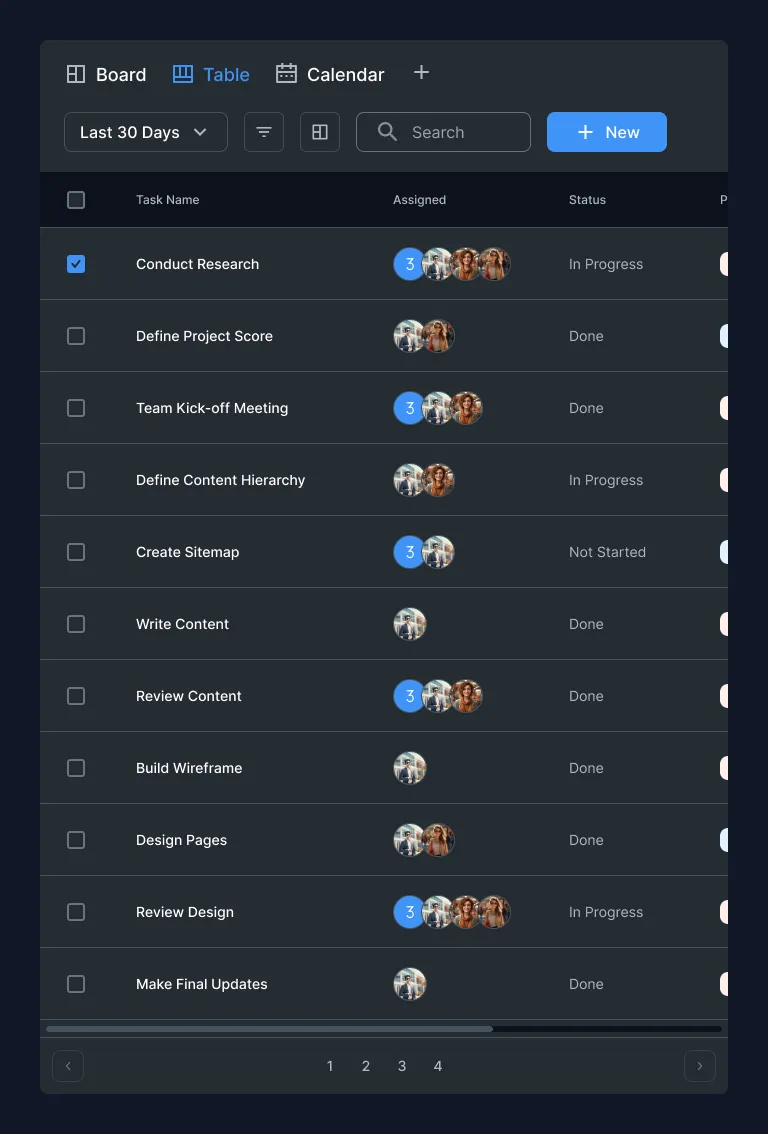 Board Table Calendar
Last 30 Days Search New
Task Name Assigned Status P
Conduct Research 3 In Progress
Define Project Score Done
Team Kick-off Meeting 3 Done
Define Content Hierarchy In Progress
Create Sitemap 3 Not Started
Write Content Done
Review Content 3 Done
Build Wireframe Done
Design Pages Done
Review Design 3 In Progress
Make Final Updates Done
1 2 3 4